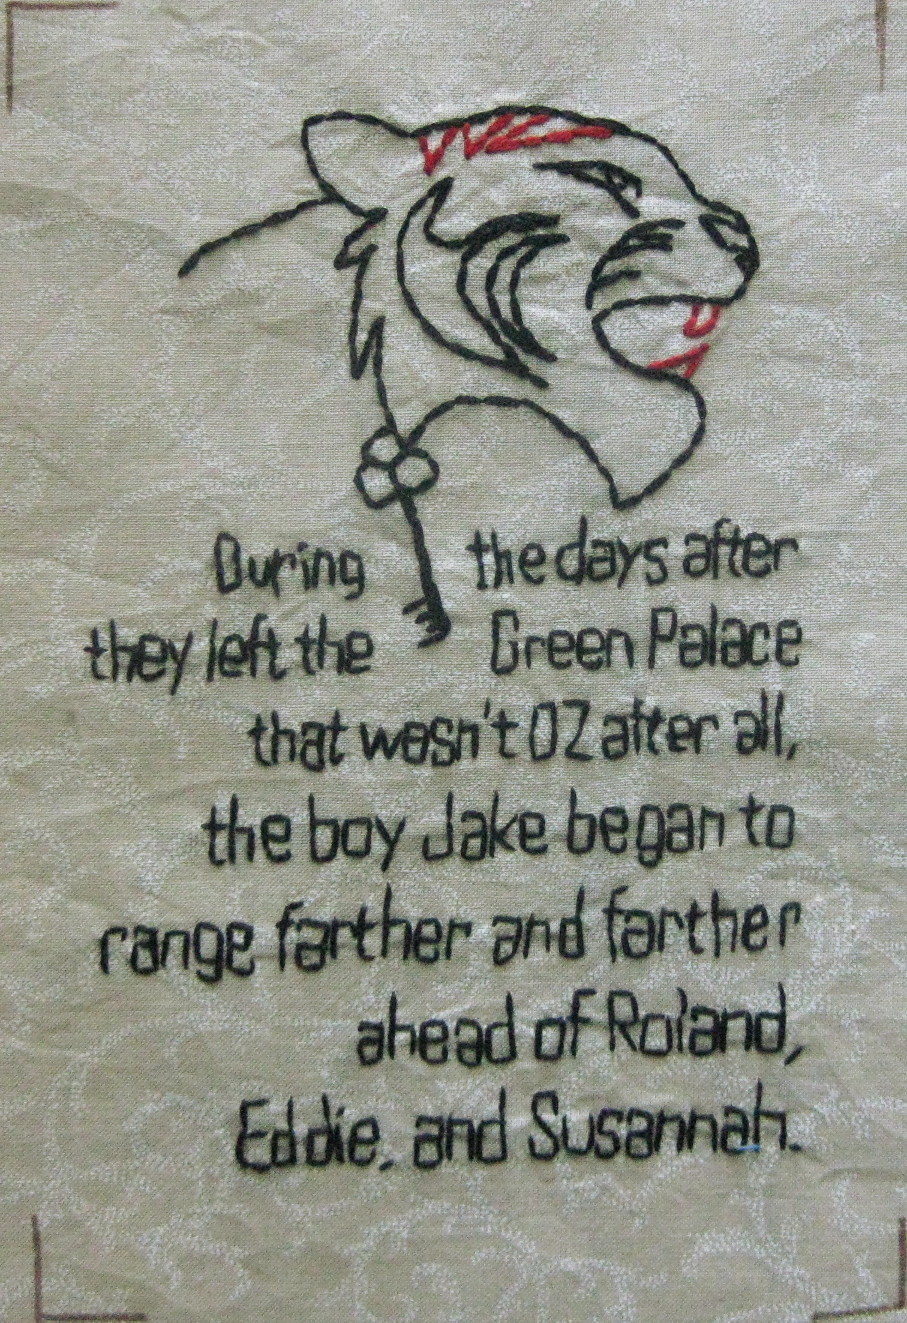 During the days after
they left the Green Palace
that wasn't OZ after all,
the boy Jake began to
range farther and farther
ahead of Roland,
Eddie, and Susannah.